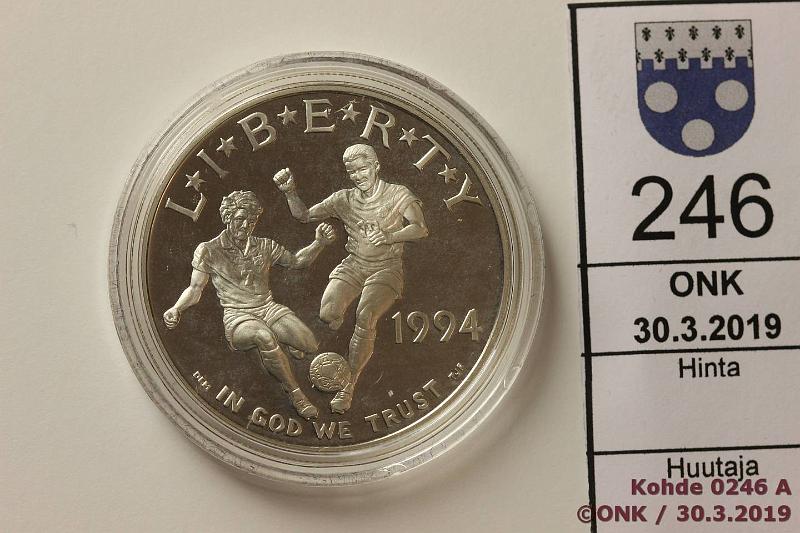 L★I★B★E★R★T★Y
1994
IN GOD WE TRUST
246
ONK
30.3.2019
Hinta
Huutaja
Kohde 0246 A
©ONK / 30.3.2019